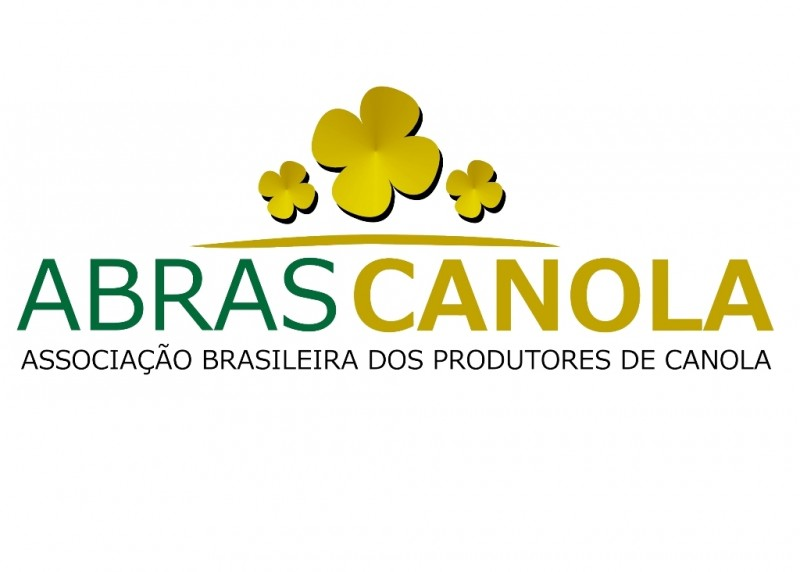 ABRASCANOLA
ASSOCIAÇÃO BRASILEIRA DOS PRODUTORES DE CANOLA